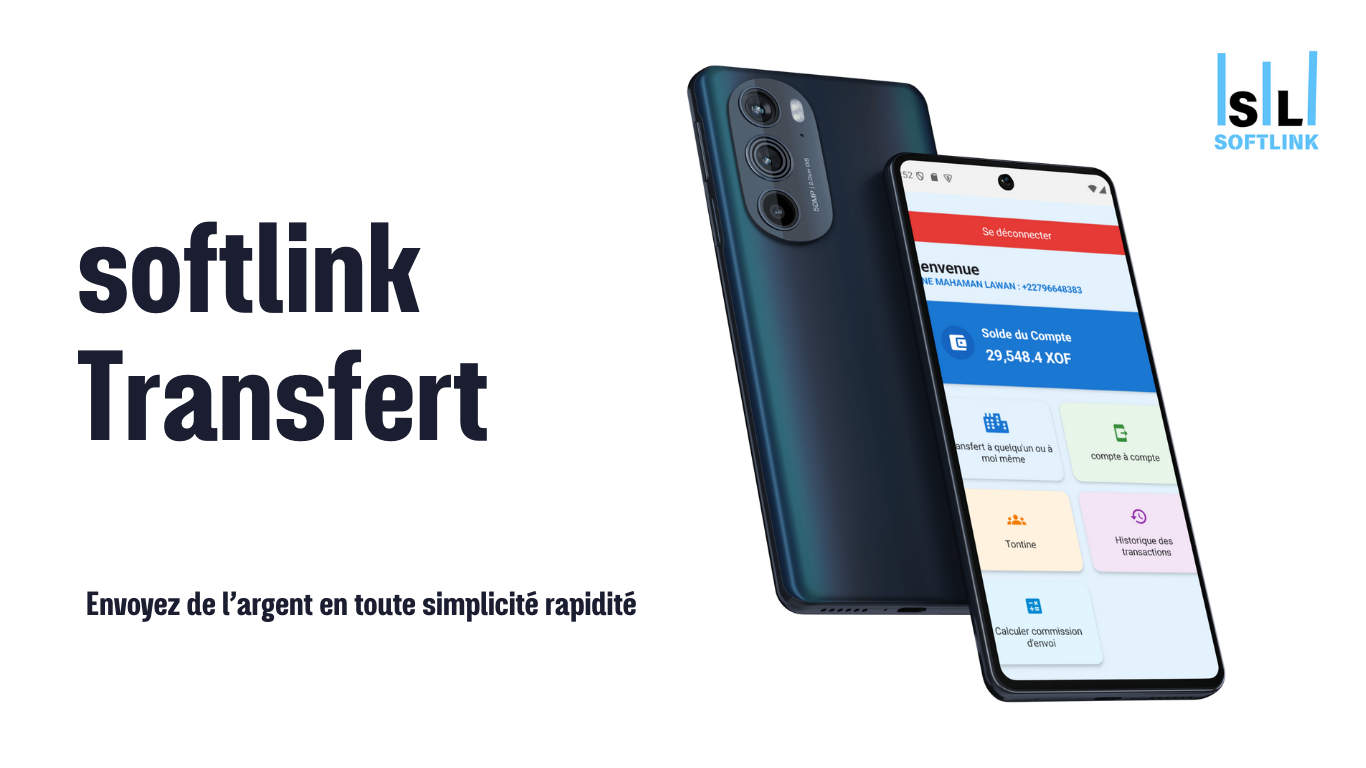 SL
SOFTLINK
softlink
Transfert
Envoyez de l'argent en toute simplicité rapidité
50MP
52
Se déconnecter
envenue
NE MAHAMAN LAWAN : +22796648383
Solde du Compte
29,548.4 XOF
ansfert à quelqu'un ou à
moi même
compte à compte
Tontine
Historique des
transactions
Calculer commission
d'envoi